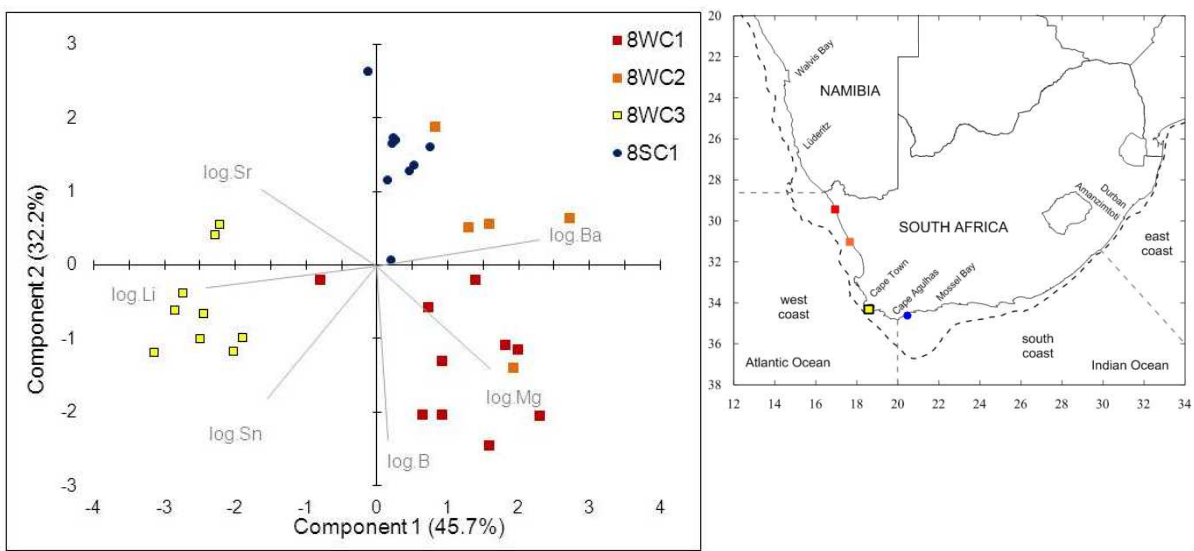 3
2
1
0
-1
-2
-3
-4 -3 -2 -1 0 1 2 3
Component 2 (32.2%)
Component 1 (45.7%)
8WC1
8WC2
8WC3
8SC1
log.Sr
log.Ba
log.Li
log.Mg
log.Sn
log.B
20
22
24
26
28
30
32
34
36
38
12 14 16 18 20 22 24 26 28 30 32 34
Walvis Bay
NAMIBIA
Lüderitz
M
Durban
Amanzimtoti
SOUTH AFRICA
east
coast
Cape Town
Cape Agulhas
Mossel Bay
west
coast
south
coast
Atlantic Ocean
Indian Ocean